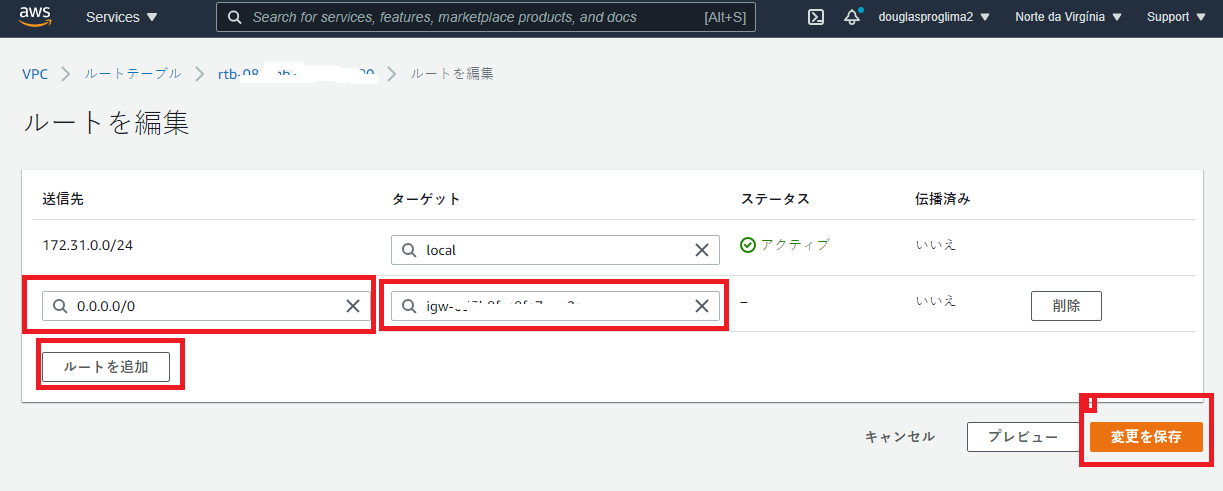 aws Services Search for services, features, marketplace products, and docs [Alt+S] douglasproglima2 Norte da Virgínia Support
VPC ルートテーブル ルートを編集
ルートを編集
送信先 ターゲット ステータス 伝播済み
172.31.0.0/24 local アクティブ いいえ
0.0.0.0/0 igw- – いいえ 削除
ルートを追加
キャンセル プレビュー 変更を保存